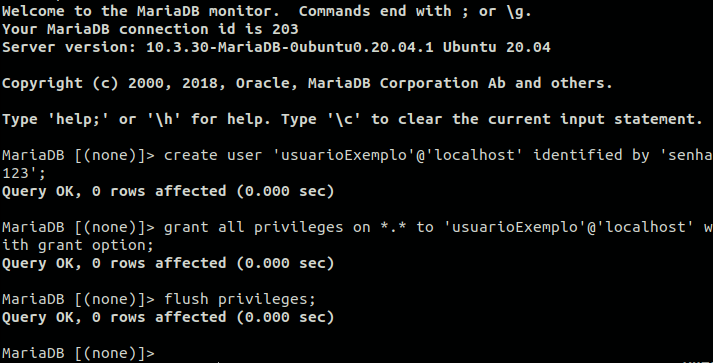 Welcome to the MariaDB monitor.  Commands end with ; or \g.
Your MariaDB connection id is 203
Server version: 10.3.30-MariaDB-0ubuntu0.20.04.1 Ubuntu 20.04

Copyright (c) 2000, 2018, Oracle, MariaDB Corporation Ab and others.

Type 'help;' or '\h' for help. Type '\c' to clear the current input statement.

MariaDB [(none)]> create user 'usuarioExemplo'@'localhost' identified by 'senha
123';
Query OK, 0 rows affected (0.000 sec)

MariaDB [(none)]> grant all privileges on *.* to 'usuarioExemplo'@'localhost' w
ith grant option;
Query OK, 0 rows affected (0.000 sec)

MariaDB [(none)]> flush privileges;
Query OK, 0 rows affected (0.000 sec)

MariaDB [(none)]>